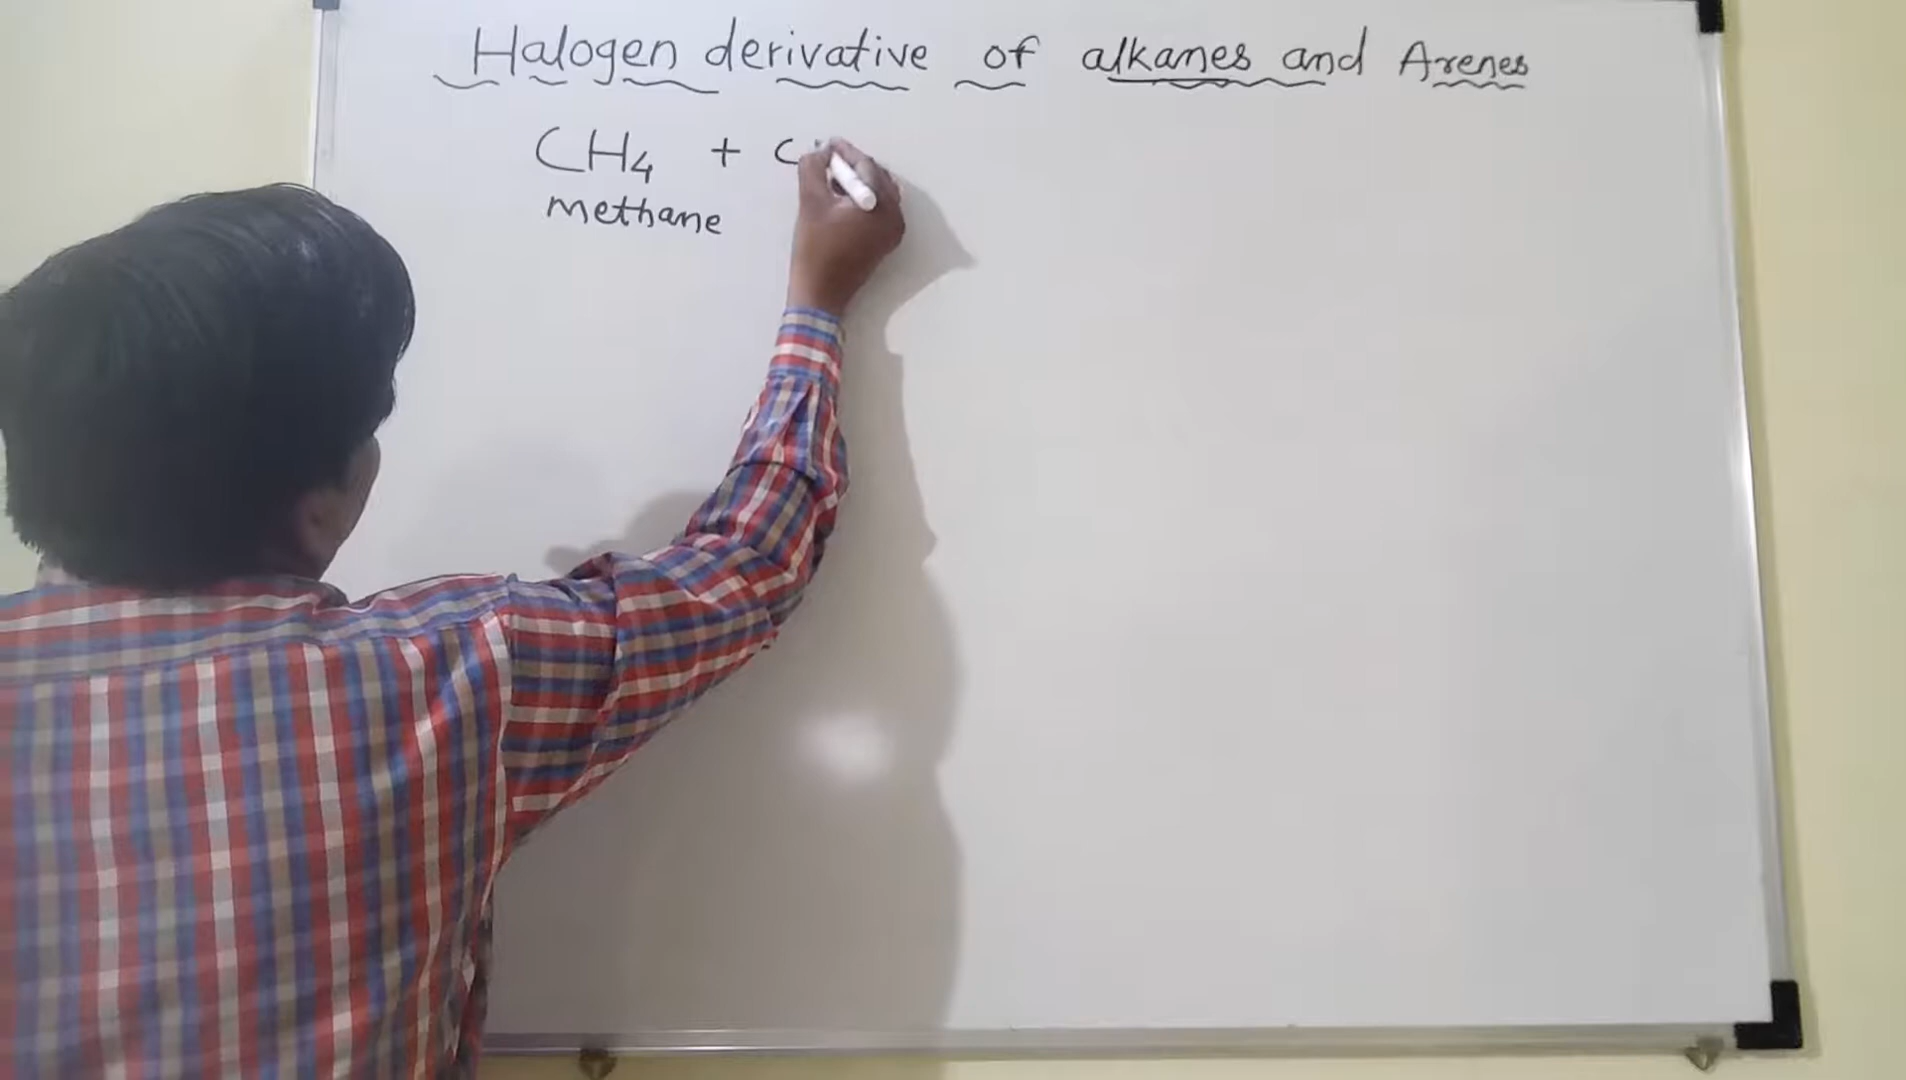 Halogen derivative of alkanes and Arenes
CH4 + C
methane